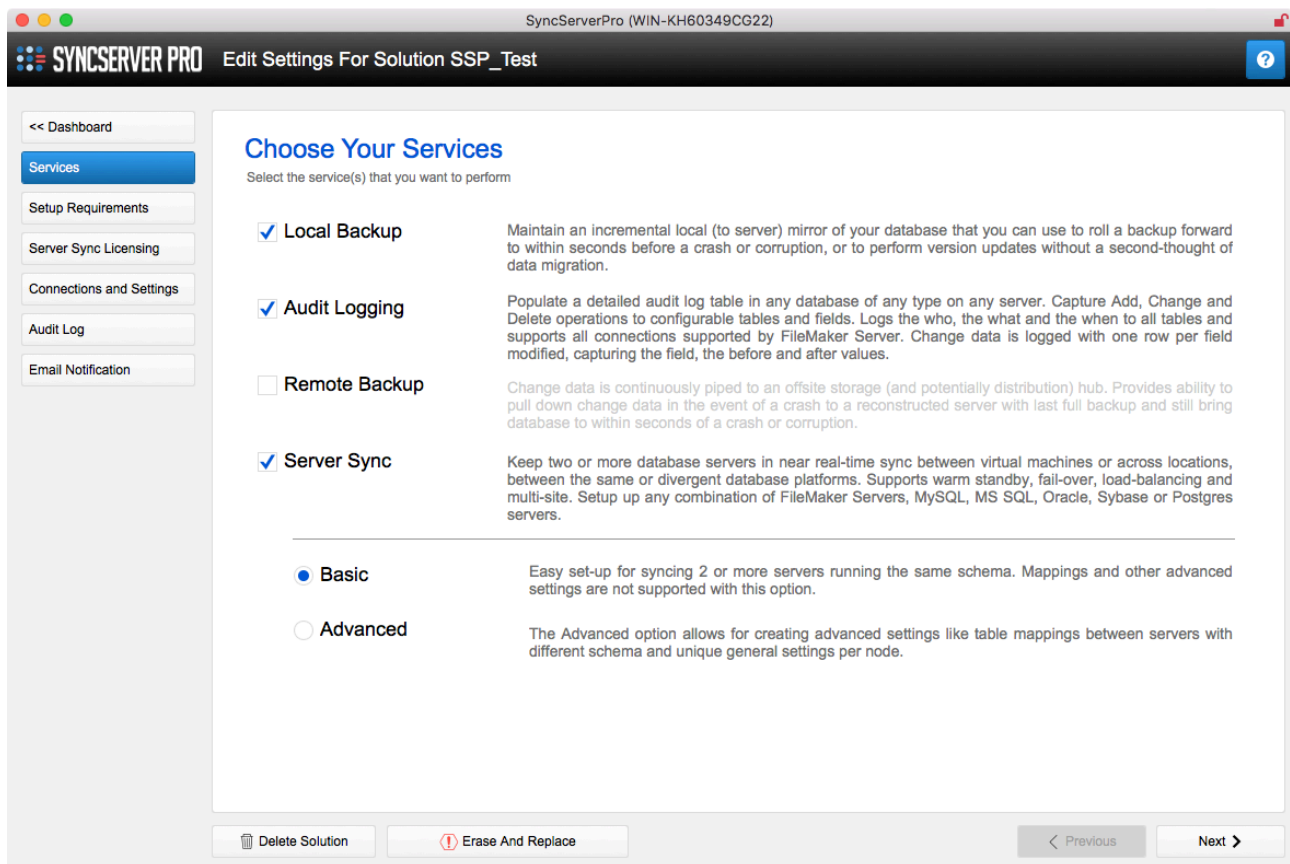 SyncServerPro (WIN-KH60349CG22)
SYNCSERVER PRO
Edit Settings For Solution SSP_Test
?
<< Dashboard
Services
Setup Requirements
Server Sync Licensing
Connections and Settings
Audit Log
Email Notification
Choose Your Services
Select the service(s) that you want to perform
Local Backup
Maintain an incremental local (to server) mirror of your database that you can use to roll a backup forward
to within seconds before a crash or corruption, or to perform version updates without a second-thought of
data migration.
Audit Logging
Populate a detailed audit log table in any database of any type on any server. Capture Add, Change and
Delete operations to configurable tables and fields. Logs the who, the what and the when to all tables and
supports all connections supported by FileMaker Server. Change data is logged with one row per field
modified, capturing the field, the before and after values.
Remote Backup
Change data is continuously piped to an offsite storage (and potentially distribution) hub. Provides ability to
pull down change data in the event of a crash to a reconstructed server with last full backup and still bring
database to within seconds of a crash or corruption.
Server Sync
Keep two or more database servers in near real-time sync between virtual machines or across locations,
between the same or divergent database platforms. Supports warm standby, fail-over, load-balancing and
multi-site. Setup up any combination of FileMaker Servers, MySQL, MS SQL, Oracle, Sybase or Postgres
servers.
Basic
Easy set-up for syncing 2 or more servers running the same schema. Mappings and other advanced
settings are not supported with this option.
Advanced
The Advanced option allows for creating advanced settings like table mappings between servers with
different schema and unique general settings per node.
Delete Solution
Erase And Replace
Previous
Next